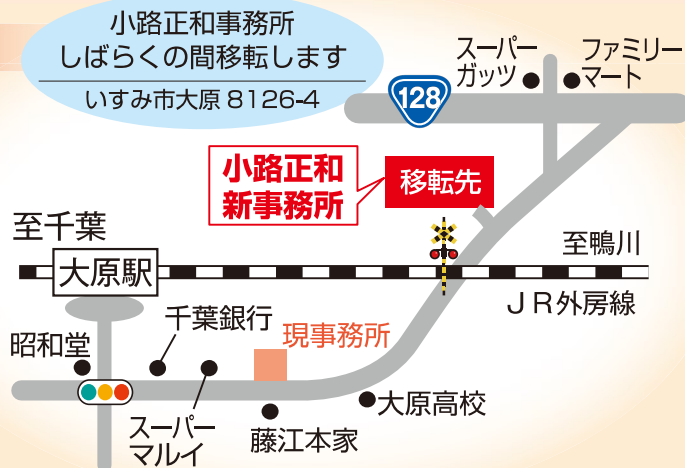 小路正和事務所
しばらくの間移転します
いすみ市大原 8126-4
スーパー
ガッツ
ファミリー
マート
128
小路正和
新事務所
移転先
至千葉
至鴨川
大原駅
JR外房線
千葉銀行
現事務所
昭和堂
大原高校
スーパー
マルイ
藤江本家